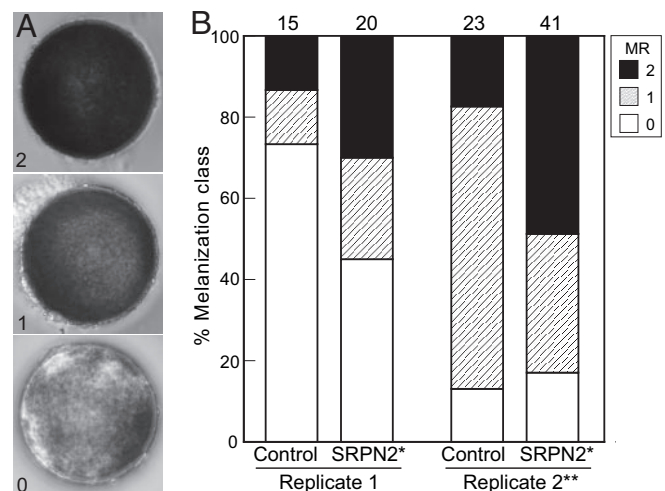 A
2
1
0
B
15 20 23 41
MR
2
1
0
100
80
60
40
20
0
% Melanization class
Control SRPN2* Control SRPN2*
Replicate 1 Replicate 2**